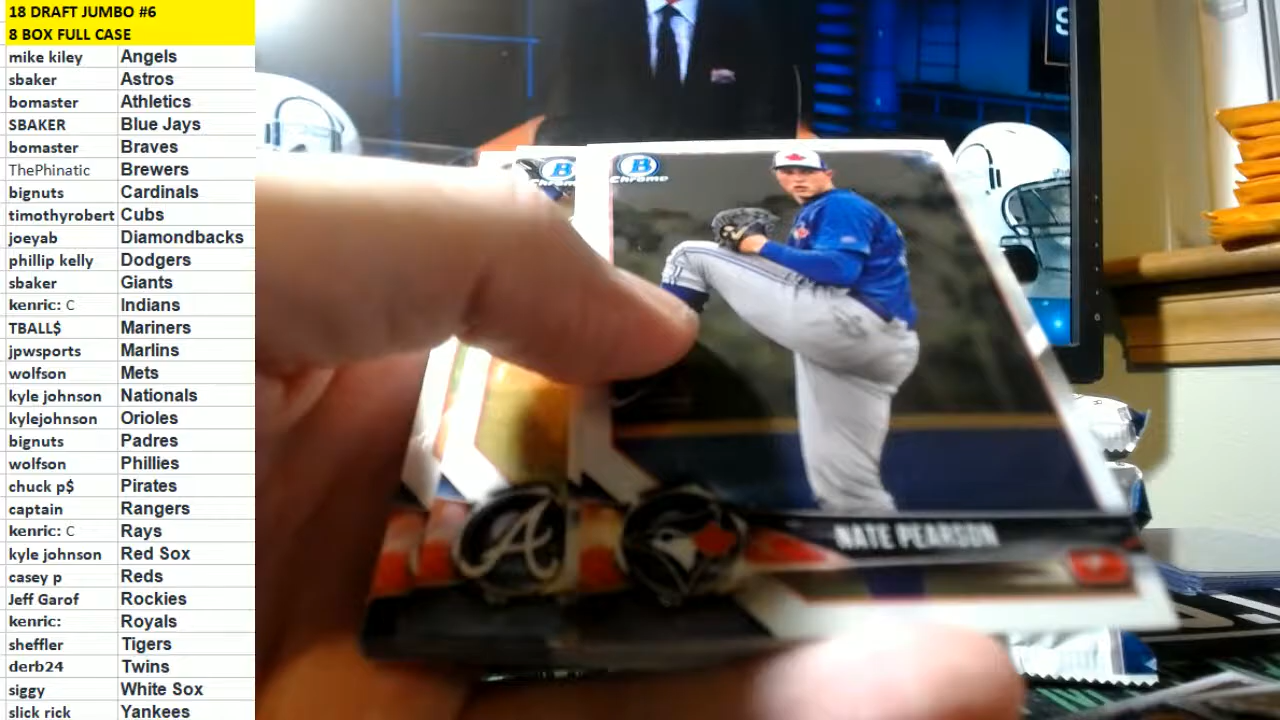 18 DRAFT JUMBO #6
8 BOX FULL CASE
mike kiley Angels
sbaker Astros
bomaster Athletics
SBAKER Blue Jays
bomaster Braves
ThePhinatic Brewers
bignuts Cardinals
timothyrobert Cubs
joeyab Diamondbacks
phillip kelly Dodgers
sbaker Giants
kenric: C Indians
TBALL$ Mariners
jpwsports Marlins
wolfson Mets
kyle johnson Nationals
kylejohnson Orioles
bignuts Padres
wolfson Phillies
chuck p$ Pirates
captain Rangers
kenric: C Rays
kyle johnson Red Sox
casey p Reds
Jeff Garof Rockies
kenric: Royals
sheffler Tigers
derb24 Twins
siggy White Sox
slick rick Yankees
B Chrome
B Chrome
A
NATE PEARSON